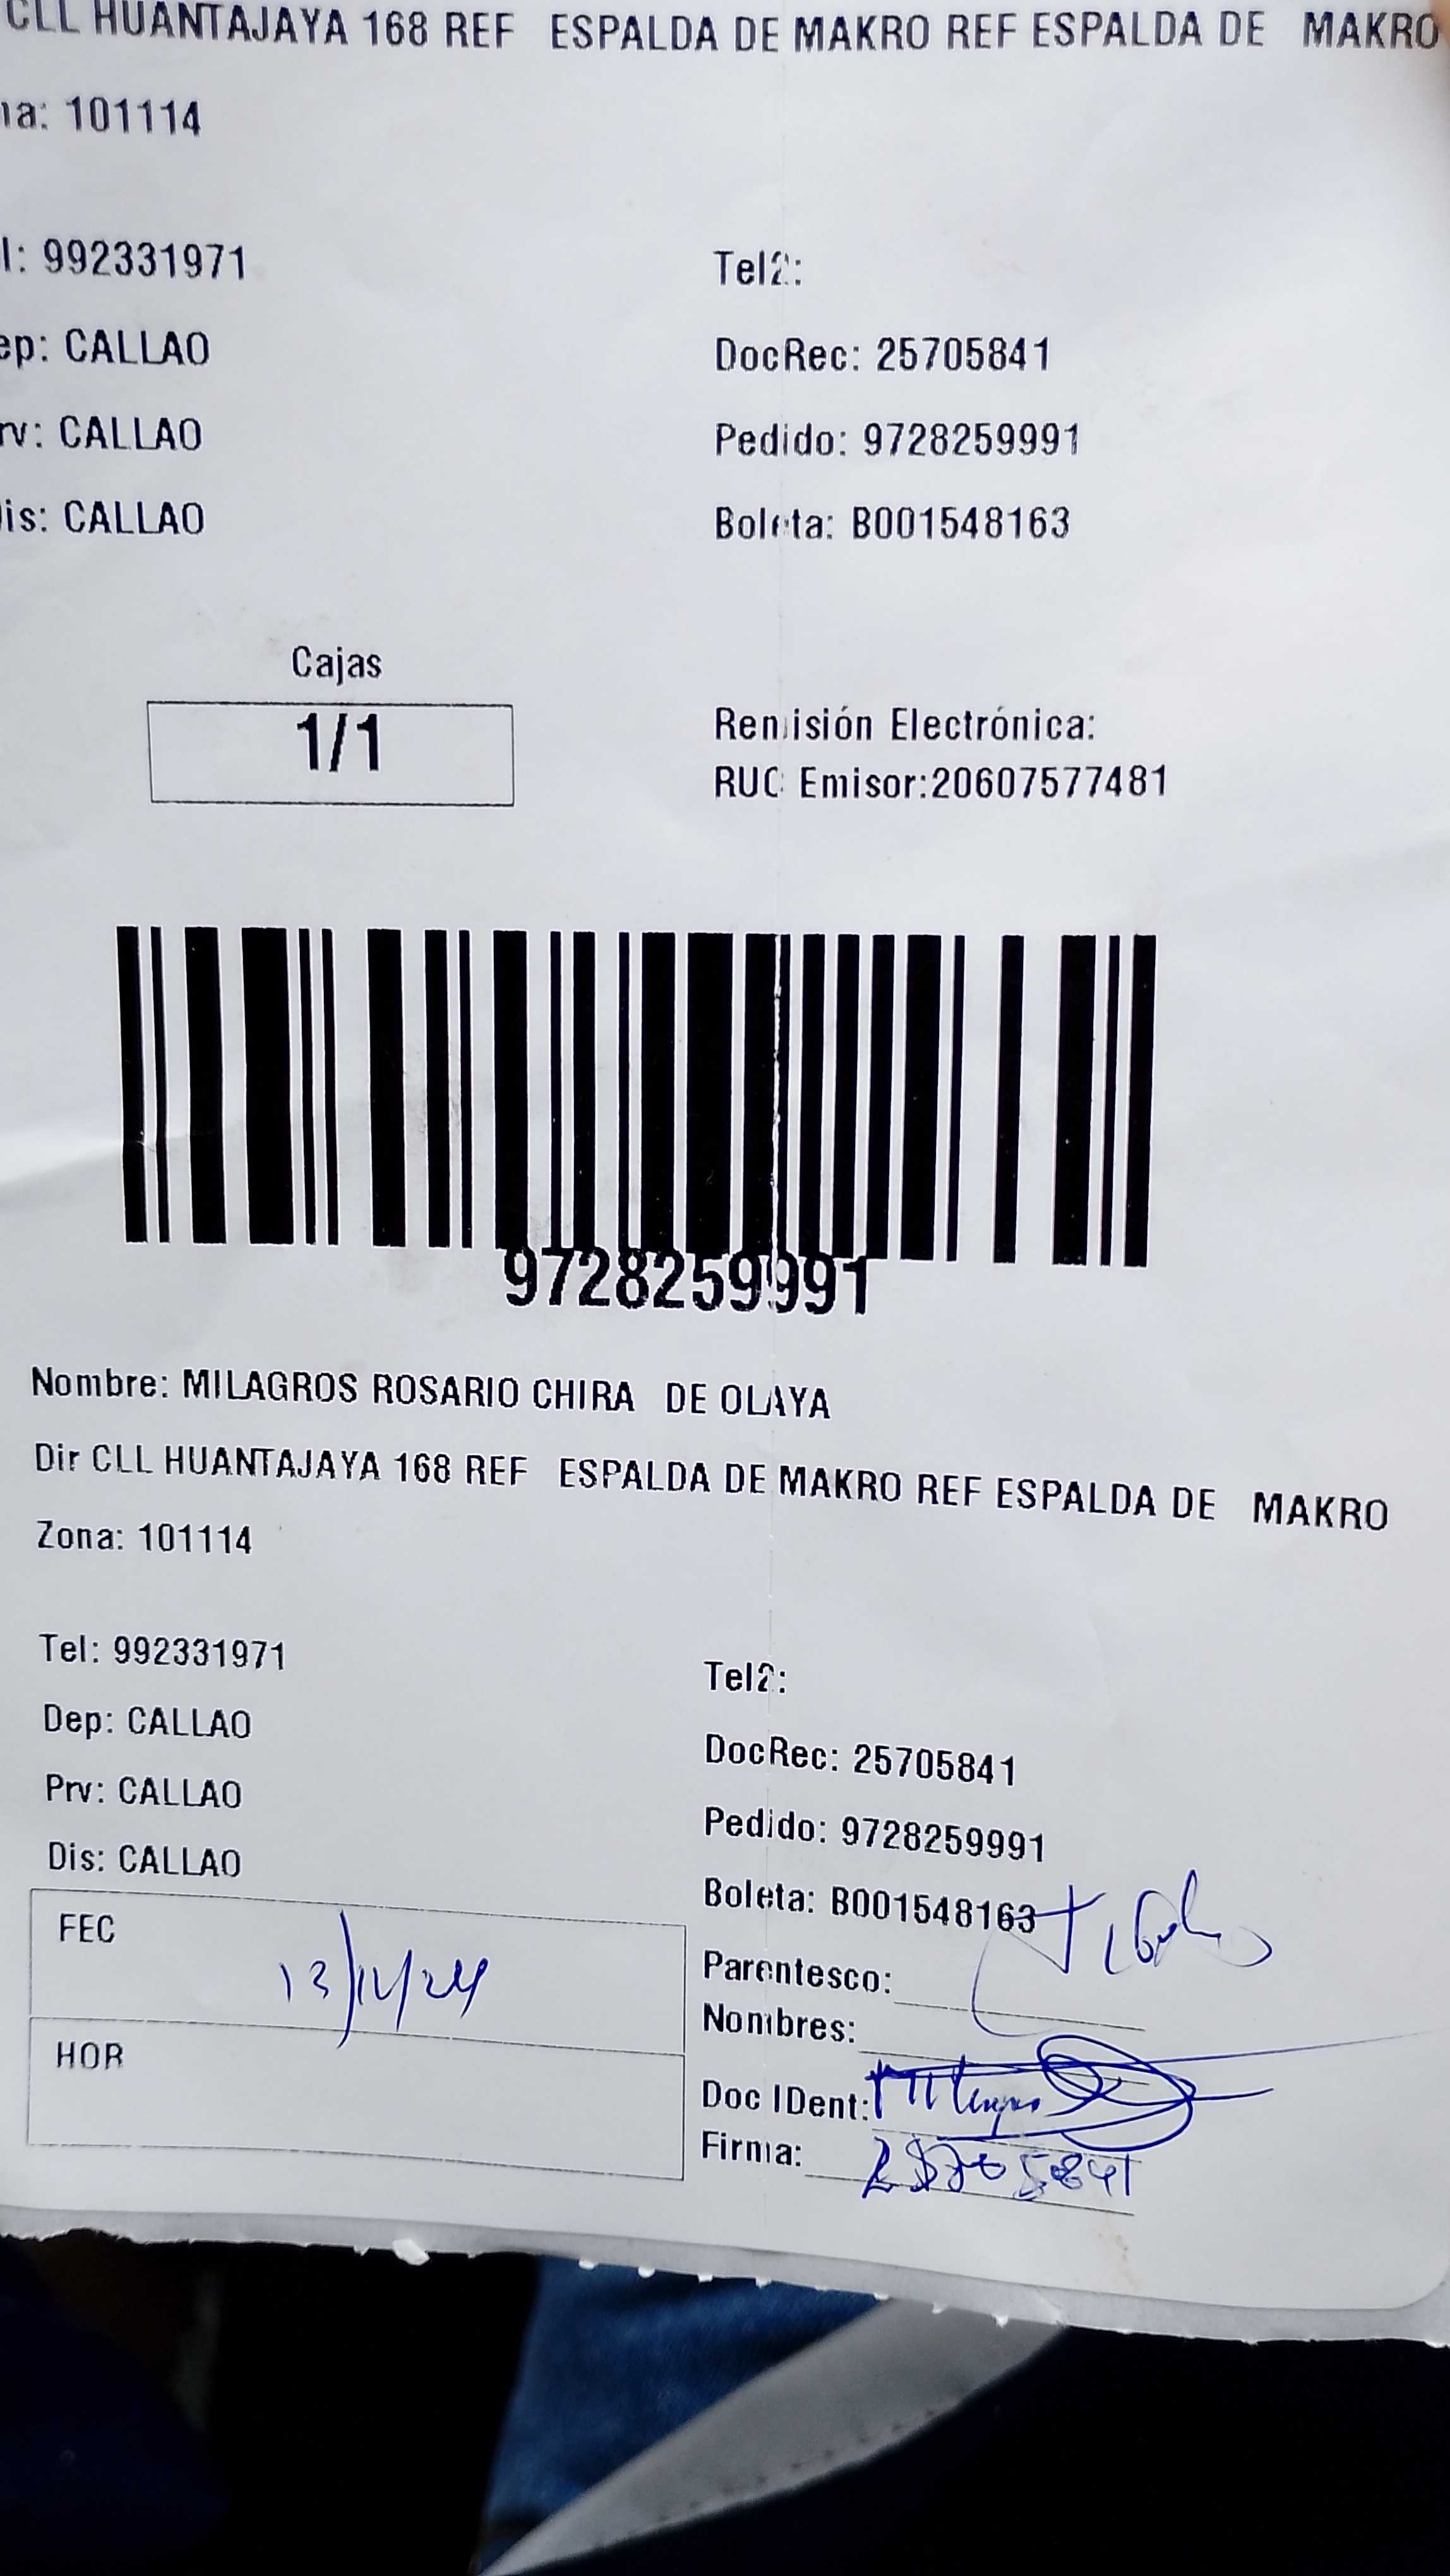 CLL HUANTAJAYA 168 REF ESPALDA DE MAKRO REF ESPALDA DE MAKRO
na: 101114
l: 992331971
Tel2:
ep: CALLAO
DocRec: 25705841
rv: CALLAO
Pedido: 9728259991
Dis: CALLAO
Boleta: B001548163
Cajas
1/1
Remisión Electrónica:
RUC Emisor:20607577481
9728259991
Nombre: MILAGROS ROSARIO CHIRA DE OLAYA
Dir CLL HUANTAJAYA 168 REF ESPALDA DE MAKRO REF ESPALDA DE MAKRO
Zona: 101114
Tel: 992331971
Tel2:
Dep: CALLAO
DocRec: 25705841
Prv: CALLAO
Pedido: 9728259991
Dis: CALLAO
Boleta: B001548163
FEC
Parentesco:
Nombres:
HOR
Doc IDent:
Firma: 25705841